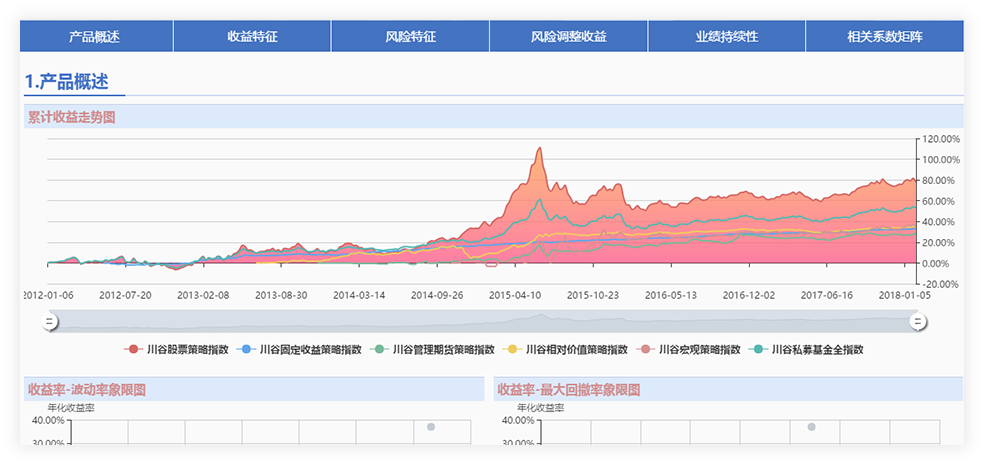 产品概述 收益特征 风险特征 风险调整收益 业绩持续性 相关系数矩阵
1.产品概述
累计收益走势图
120.00%
100.00%
80.00%
60.00%
40.00%
20.00%
0.00%
-20.00%
2012-01-06 2012-07-20 2013-02-08 2013-08-30 2014-03-14 2014-09-26 2015-04-10 2015-10-23 2016-05-13 2016-12-02 2017-06-16 2018-01-05
川谷股票策略指数 川谷固定收益策略指数 川谷管理期货策略指数 川谷相对价值策略指数 川谷宏观策略指数 川谷私募基金全指数
收益率-波动率象限图 收益率-最大回撤率象限图
年化收益率 年化收益率
40.00% 40.00%
30.00% 30.00%